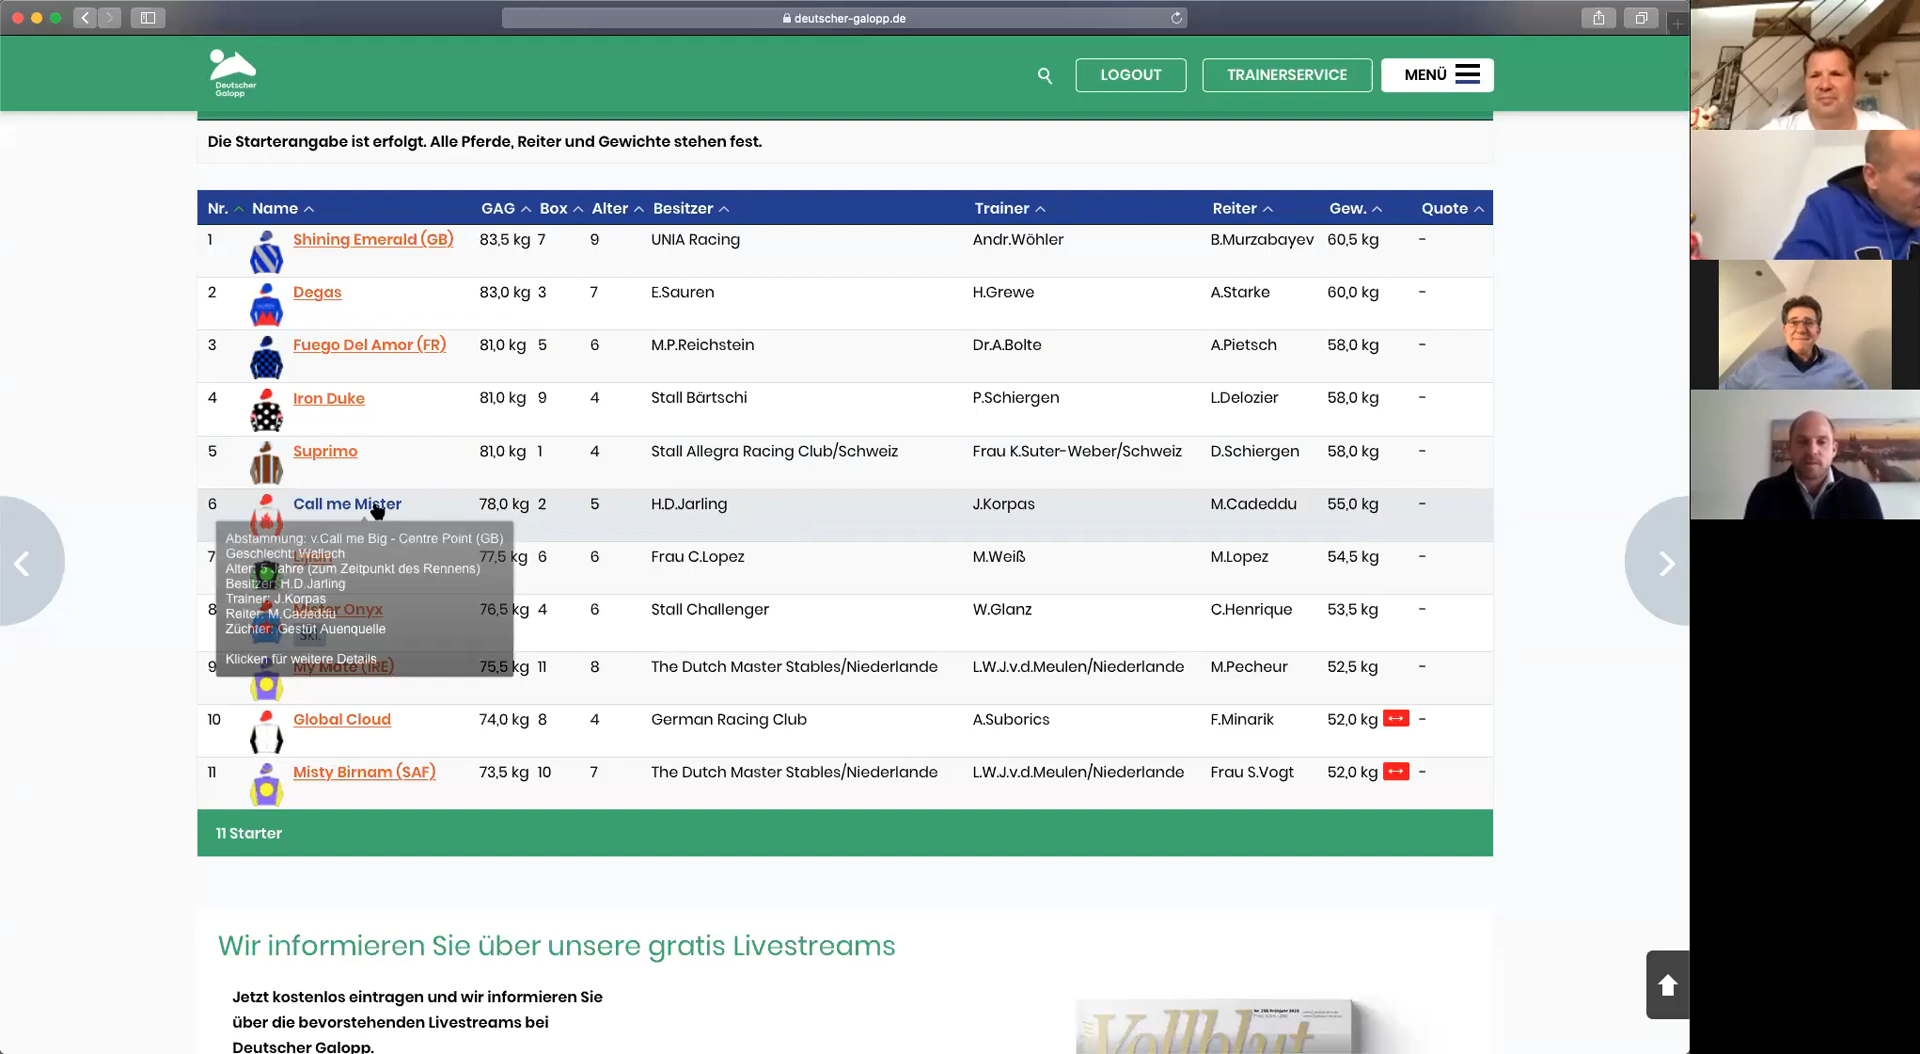 deutscher-galopp.de
Deutscher
Galopp
LOGOUT
TRAINERSERVICE
MENÜ
Die Starterangabe ist erfolgt. Alle Pferde, Reiter und Gewichte stehen fest.
Nr. Name GAG Box Alter Besitzer Trainer Reiter Gew. Quote
1 Shining Emerald (GB) 83,5 kg 7 9 UNIA Racing Andr.Wöhler B.Murzabayev 60,5 kg -
2 Degas 83,0 kg 3 7 E.Sauren H.Grewe A.Starke 60,0 kg -
3 Fuego Del Amor (FR) 81,0 kg 5 6 M.P.Reichstein Dr.A.Bolte A.Pietsch 58,0 kg -
4 Iron Duke 81,0 kg 9 4 Stall Bärtschi P.Schiergen L.Delozier 58,0 kg -
5 Suprimo 81,0 kg 1 4 Stall Allegra Racing Club/Schweiz Frau K.Suter-Weber/Schweiz D.Schiergen 58,0 kg -
6 Call me Mister 78,0 kg 2 5 H.D.Jarling J.Korpas M.Cadeddu 55,0 kg -
Abstammung: v.Call me Big - Centre Point (GB)
Geschlecht: Wallach
Alter: 5 Jahre (zum Zeitpunkt des Rennens)
Besitzer: H.D.Jarling
Trainer: J.Korpas
Reiter: M.Cadeddu
Züchter: Gestüt Auenquelle
Klicken für weitere Details
7 77,5 kg 6 6 Frau C.Lopez M.Weiß M.Lopez 54,5 kg -
8 Mister Onyx 76,5 kg 4 6 Stall Challenger W.Glanz C.Henrique 53,5 kg -
Skl.
9 My Mate (IRE) 75,5 kg 11 8 The Dutch Master Stables/Niederlande L.W.J.v.d.Meulen/Niederlande M.Pecheur 52,5 kg -
10 Global Cloud 74,0 kg 8 4 German Racing Club A.Suborics F.Minarik 52,0 kg -
11 Misty Birnam (SAF) 73,5 kg 10 7 The Dutch Master Stables/Niederlande L.W.J.v.d.Meulen/Niederlande Frau S.Vogt 52,0 kg -
11 Starter
Wir informieren Sie über unsere gratis Livestreams
Jetzt kostenlos eintragen und wir informieren Sie
über die bevorstehenden Livestreams bei
Deutscher Galopp.
Vollblut